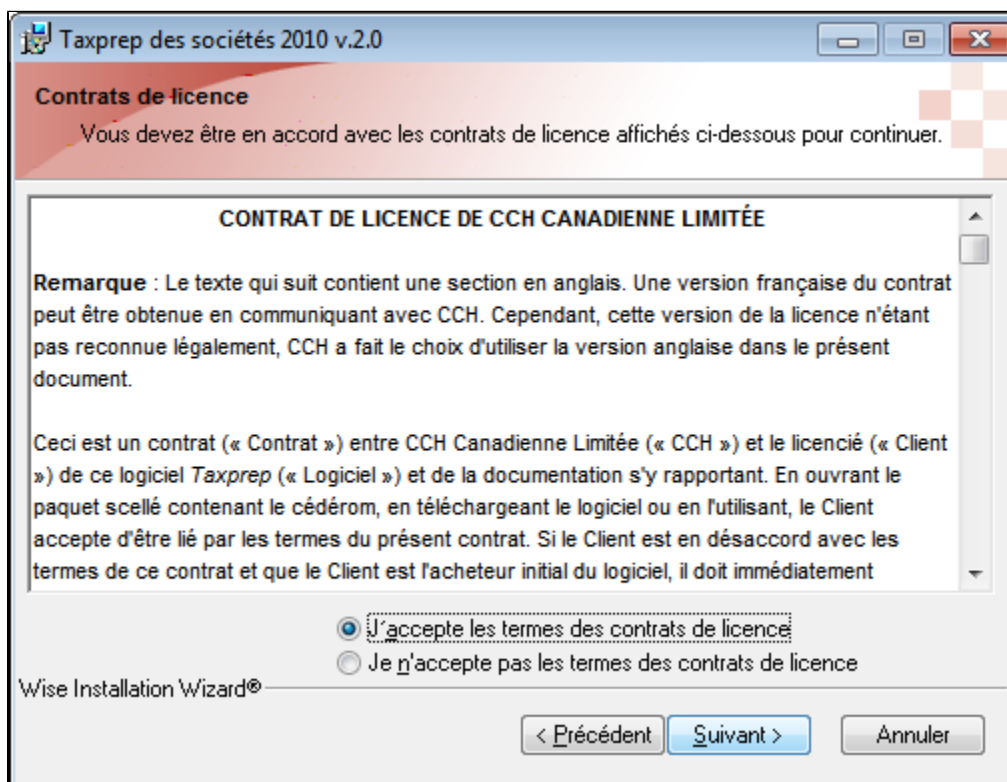 Taxprep des sociétés 2010 v.2.0
Contrats de licence
Vous devez être en accord avec les contrats de licence affichés ci-dessous pour continuer.
CONTRAT DE LICENCE DE CCH CANADIENNE LIMITÉE
Remarque : Le texte qui suit contient une section en anglais. Une version française du contrat
peut être obtenue en communiquant avec CCH. Cependant, cette version de la licence n'étant
pas reconnue légalement, CCH a fait le choix d'utiliser la version anglaise dans le présent
document.
Ceci est un contrat (« Contrat ») entre CCH Canadienne Limitée (« CCH ») et le licencié (« Client
») de ce logiciel Taxprep (« Logiciel ») et de la documentation s'y rapportant. En ouvrant le
paquet scellé contenant le cédérom, en téléchargeant le logiciel ou en l'utilisant, le Client
accepte d'être lié par les termes du présent contrat. Si le Client est en désaccord avec les
termes de ce contrat et que le Client est l'acheteur initial du logiciel, il doit immédiatement
J´accepte les termes des contrats de licence
Je n'accepte pas les termes des contrats de licence
Wise Installation Wizard®
< Précédent
Suivant >
Annuler